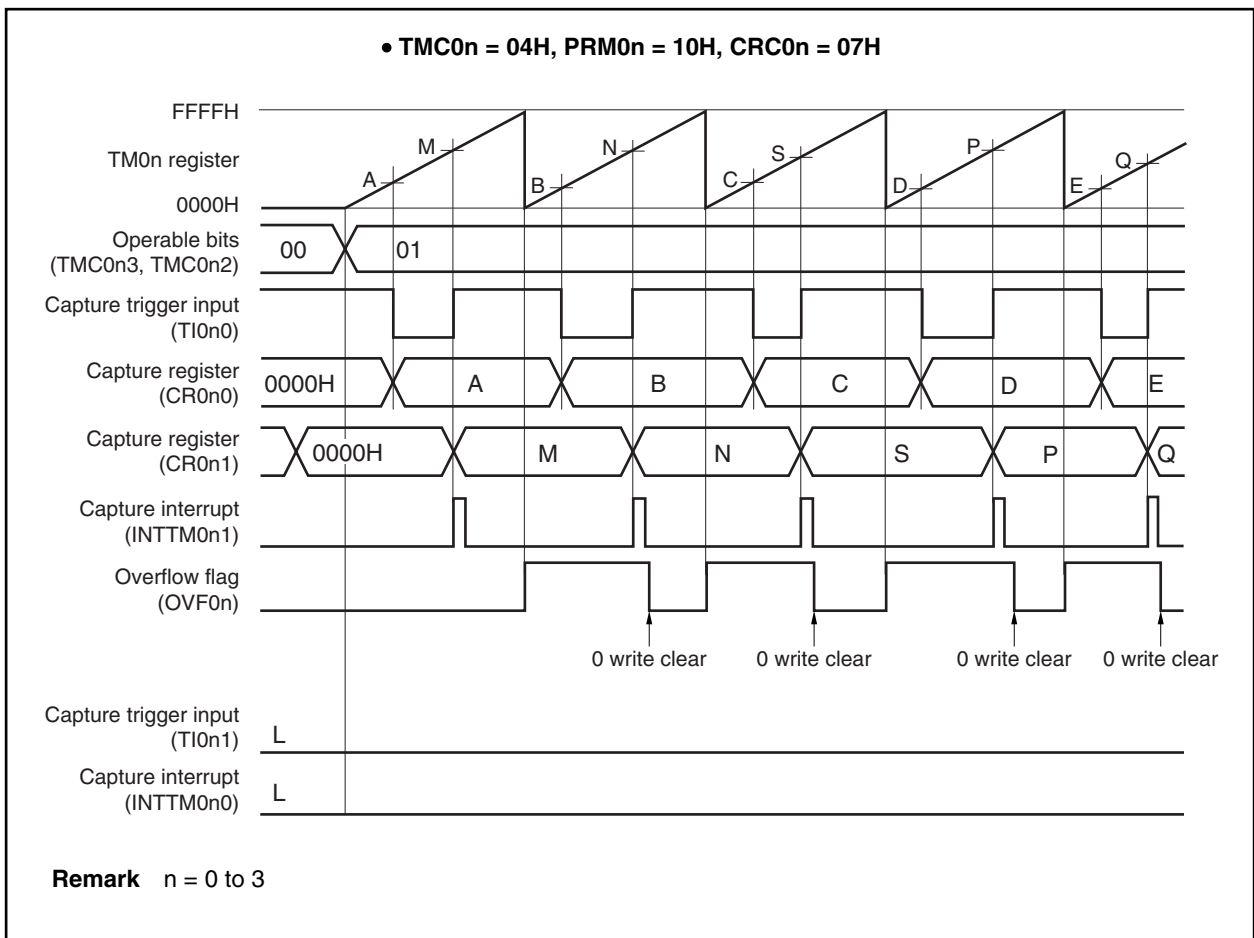 • TMC0n = 04H, PRM0n = 10H, CRC0n = 07H
FFFFH
TM0n register
0000H
A M B N C S D P E Q
Operable bits
(TMC0n3, TMC0n2)
00 01
Capture trigger input
(TI0n0)
Capture register
(CR0n0)
0000H A B C D E
Capture register
(CR0n1)
0000H M N S P Q
Capture interrupt
(INTTM0n1)
Overflow flag
(OVF0n)
0 write clear 0 write clear 0 write clear 0 write clear
Capture trigger input
(TI0n1)
L
Capture interrupt
(INTTM0n0)
L
Remark n = 0 to 3